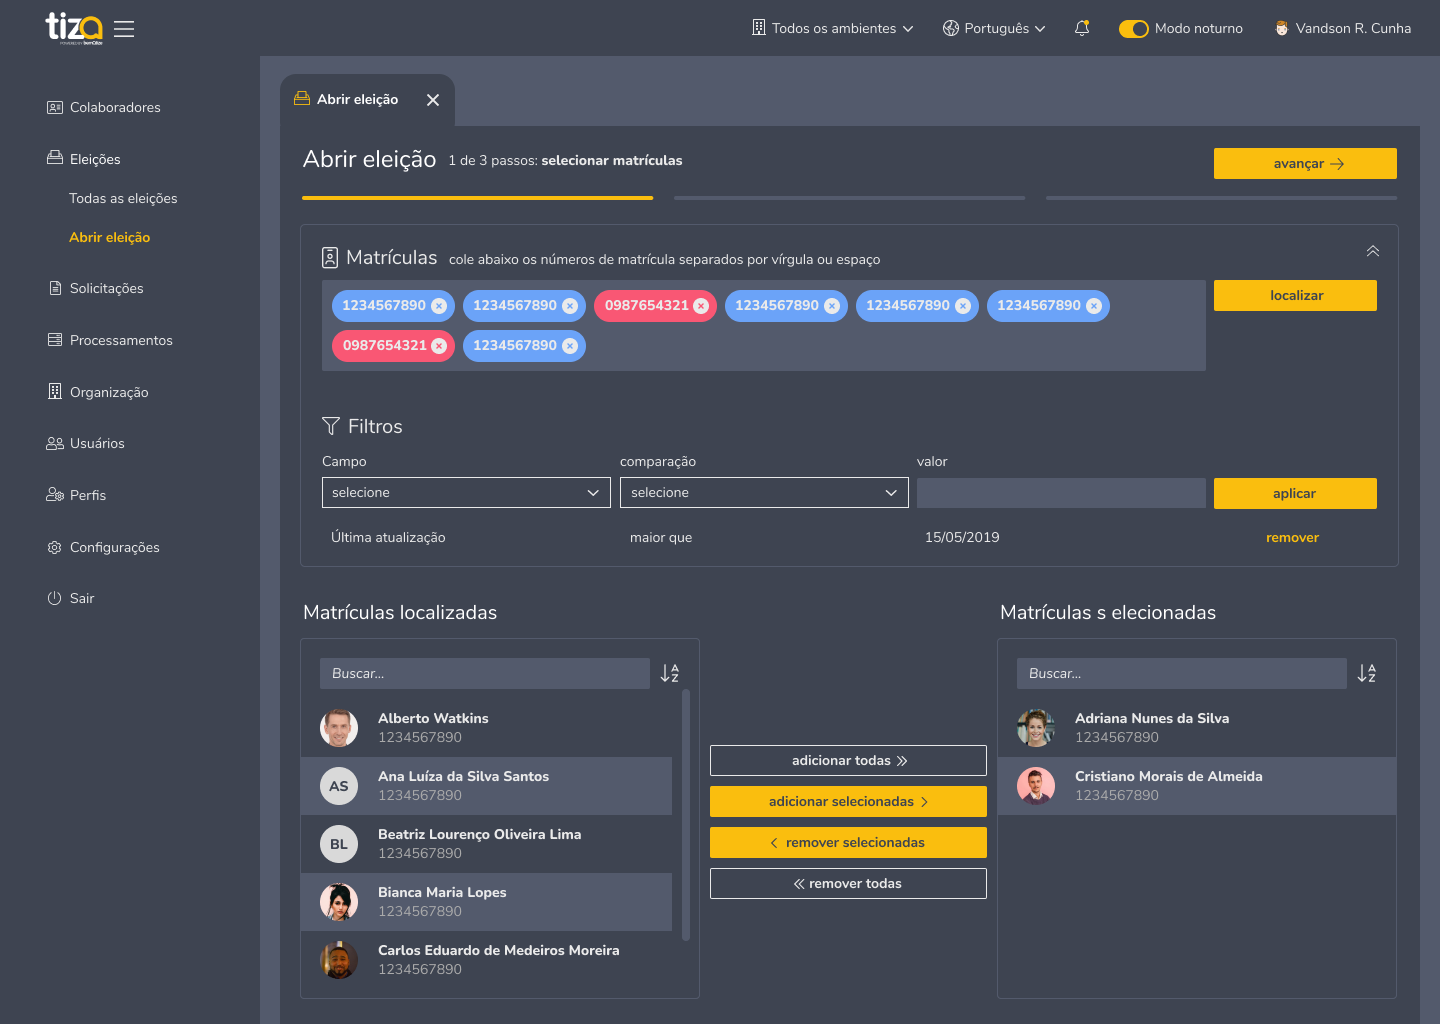 tiza Todos os ambientes Português Modo noturno Vandson R. Cunha
Abrir eleição
Colaboradores
Eleições
Todas as eleições
Abrir eleição
Solicitações
Processamentos
Organização
Usuários
Perfis
Configurações
Sair
Abrir eleição 1 de 3 passos: selecionar matrículas avançar
Matrículas cole abaixo os números de matrícula separados por vírgula ou espaço
1234567890 1234567890 0987654321 1234567890 1234567890 1234567890 localizar
0987654321 1234567890
Filtros
Campo comparação valor
selecione selecione aplicar
Última atualização maior que 15/05/2019 remover
Matrículas localizadas
Buscar...
A
Z
Alberto Watkins
1234567890
AS
Ana Luíza da Silva Santos
1234567890
BL
Beatriz Lourenço Oliveira Lima
1234567890
Bianca Maria Lopes
1234567890
Carlos Eduardo de Medeiros Moreira
1234567890
adicionar todas
adicionar selecionadas
remover selecionadas
remover todas
Matrículas s elecionadas
Buscar...
A
Z
Adriana Nunes da Silva
1234567890
Cristiano Morais de Almeida
1234567890